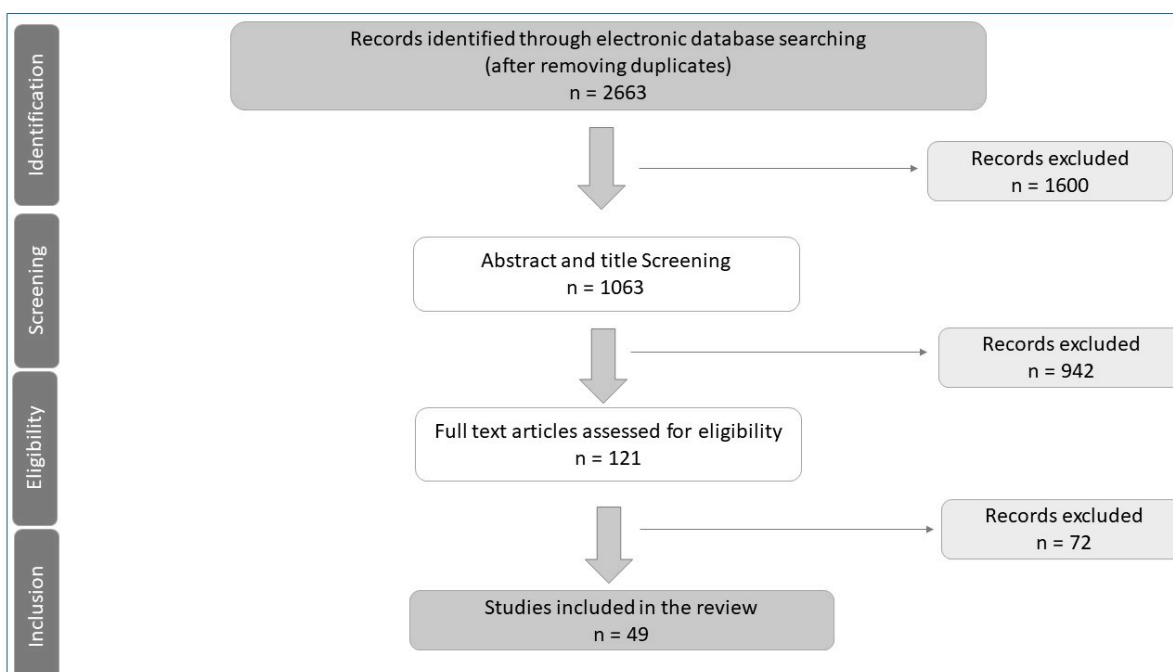 Identification
Records identified through electronic database searching
(after removing duplicates)
n = 2663
Records excluded
n = 1600
Screening
Abstract and title Screening
n = 1063
Records excluded
n = 942
Eligibility
Full text articles assessed for eligibility
n = 121
Records excluded
n = 72
Inclusion
Studies included in the review
n = 49